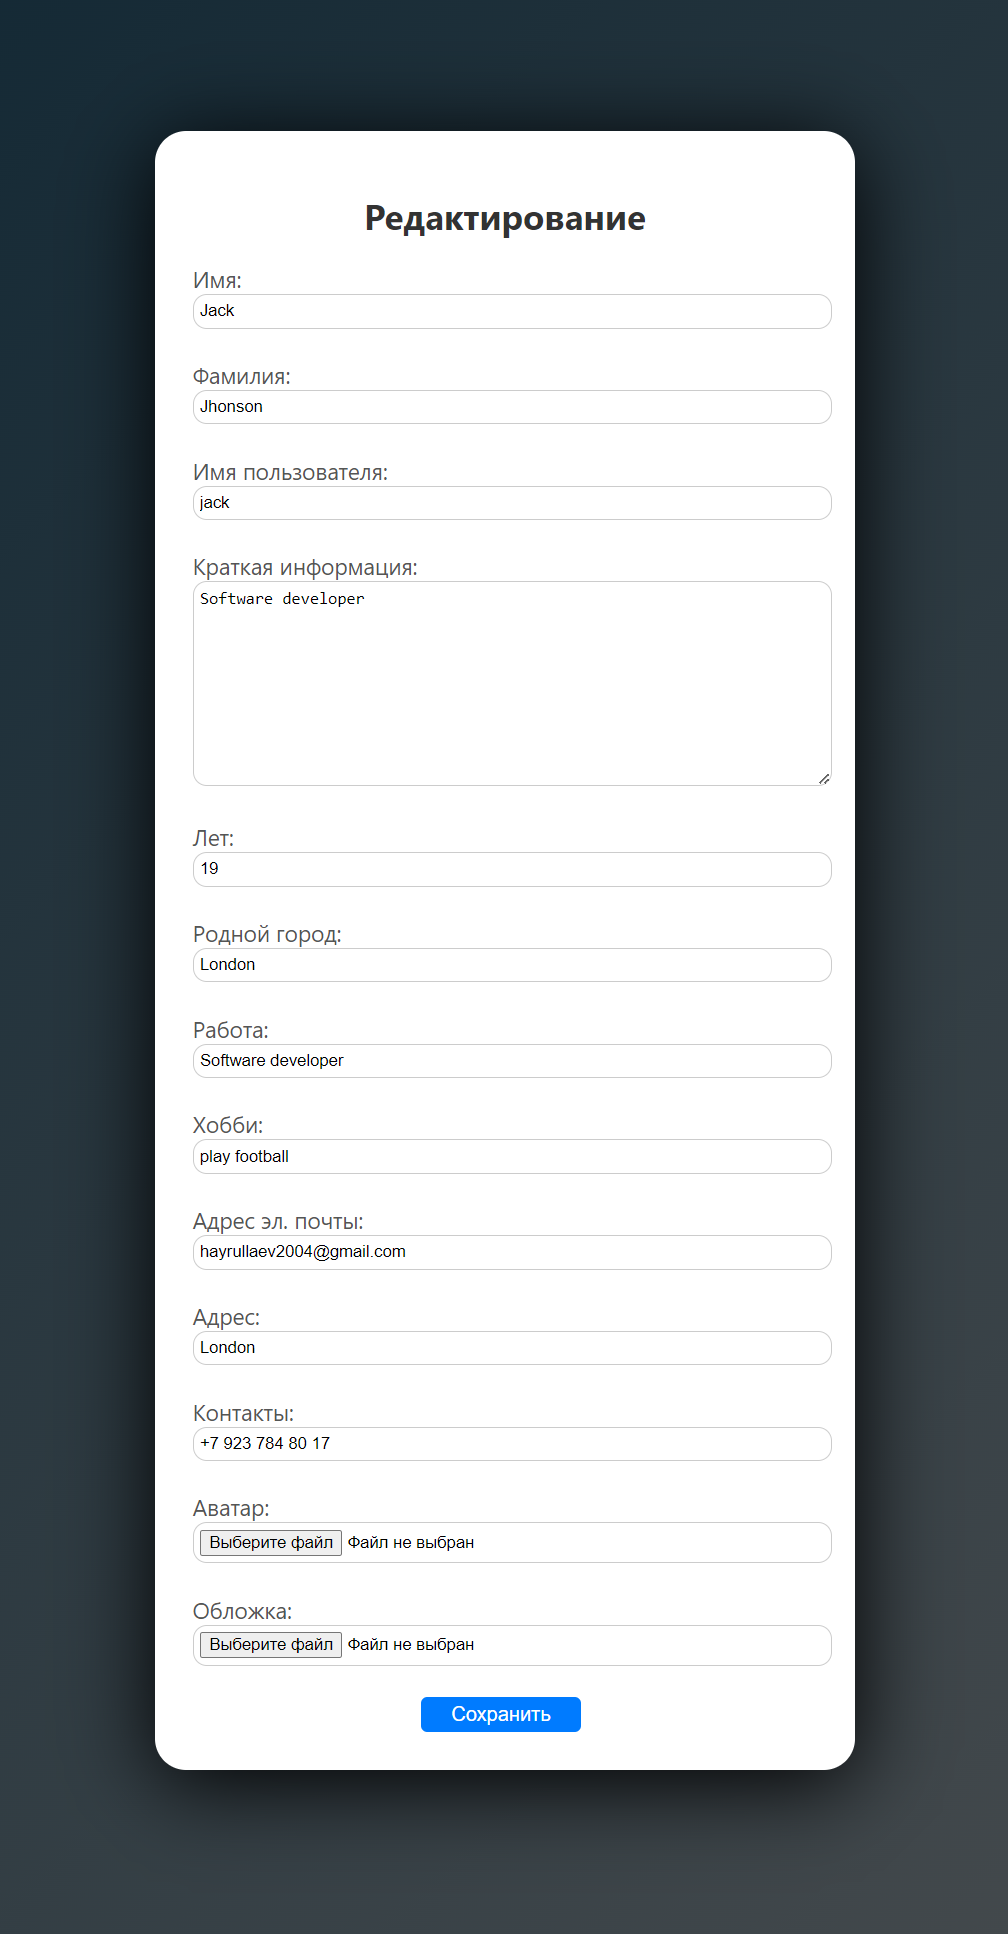 Редактирование
Имя:
Jack
Фамилия:
Jhonson
Имя пользователя:
jack
Краткая информация:
Software developer
Лет:
19
Родной город:
London
Работа:
Software developer
Хобби:
play football
Адрес эл. почты:
hayrullaev2004@gmail.com
Адрес:
London
Контакты:
+7 923 784 80 17
Аватар:
Выберите файл Файл не выбран
Обложка:
Выберите файл Файл не выбран
Сохранить